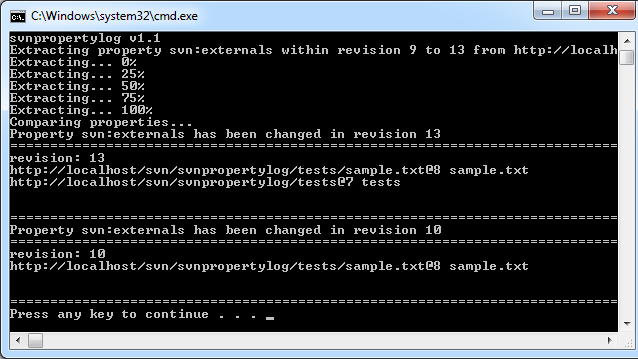 C:\Windows\system32\cmd.exe
svnpropertylog v1.1
Extracting property svn:externals within revision 9 to 13 from http://localh
Extracting... 0%
Extracting... 25%
Extracting... 50%
Extracting... 75%
Extracting... 100%
Comparing properties...
Property svn:externals has been changed in revision 13
============================================================================
revision: 13
http://localhost/svn/svnpropertylog/tests/sample.txt@8 sample.txt
http://localhost/svn/svnpropertylog/tests@7 tests
============================================================================
Property svn:externals has been changed in revision 10
============================================================================
revision: 10
http://localhost/svn/svnpropertylog/tests/sample.txt@8 sample.txt
============================================================================
Press any key to continue . . . _